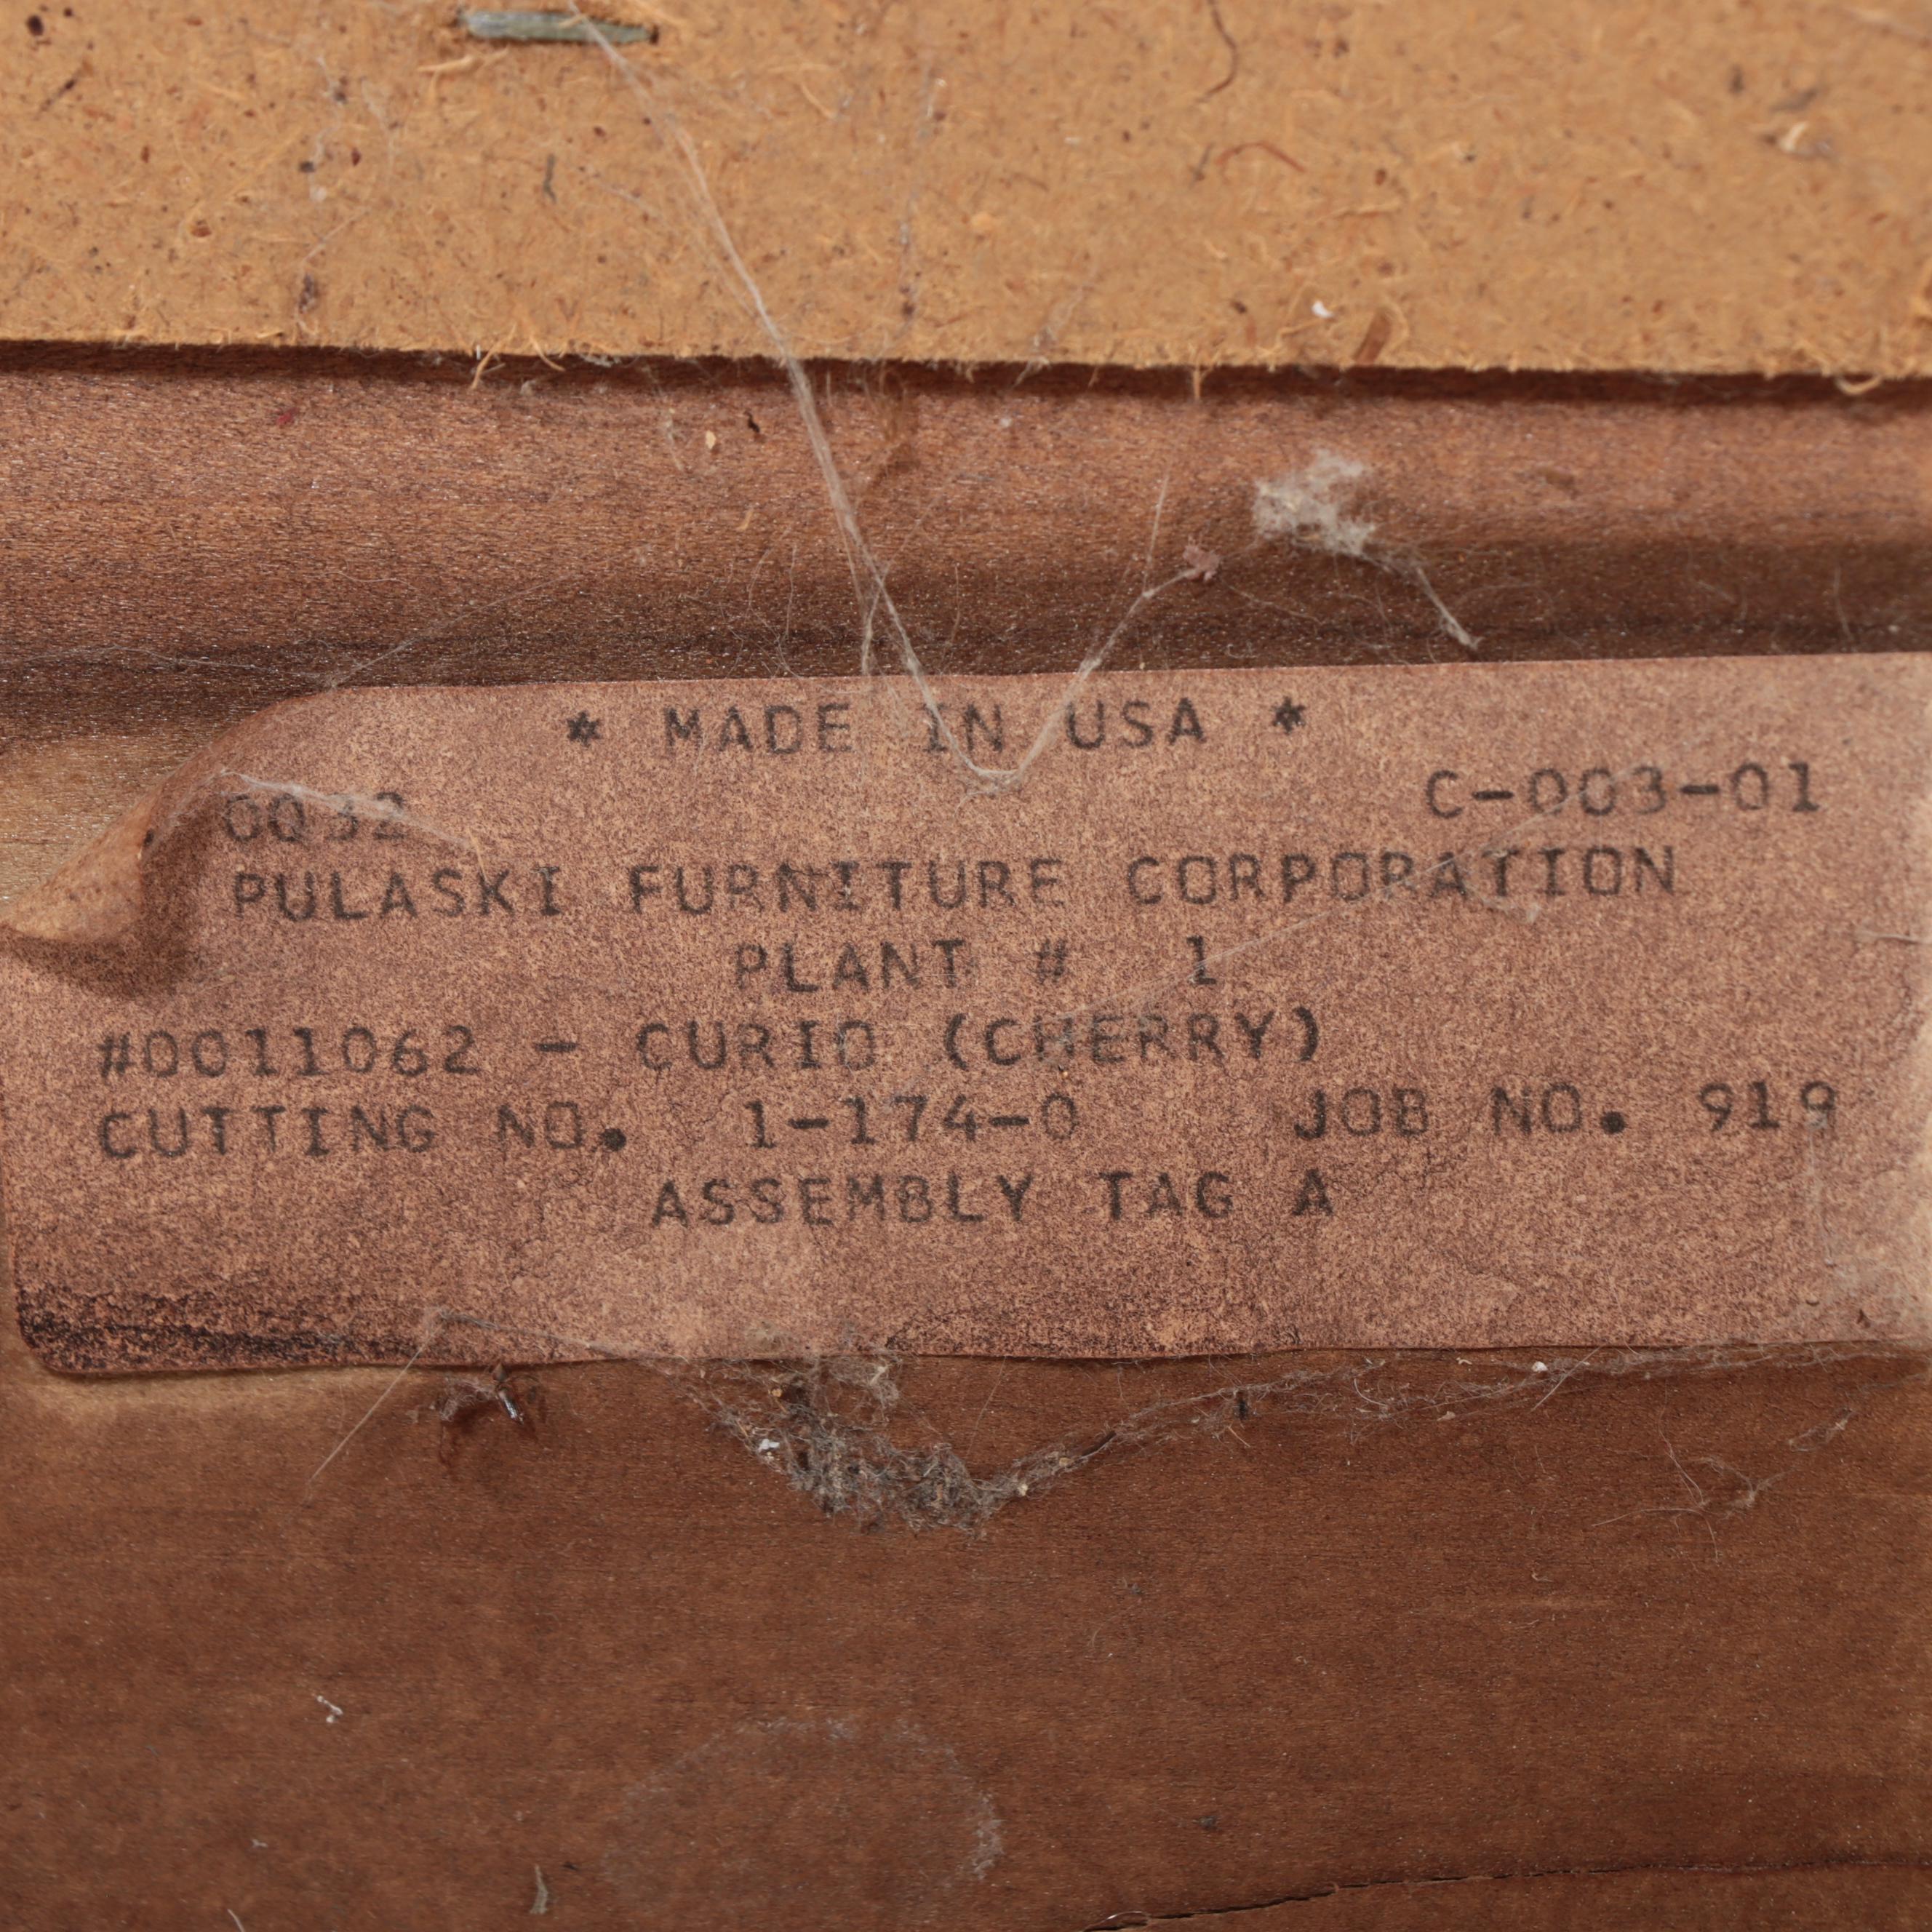 * MADE IN USA *
C-003-01
PULASKI FURNITURE CORPORATION
PLANT # 1
#0011062 - CURIO (CHERRY)
CUTTING NO. 1-174-0 JOB NO. 919
ASSEMBLY TAG A